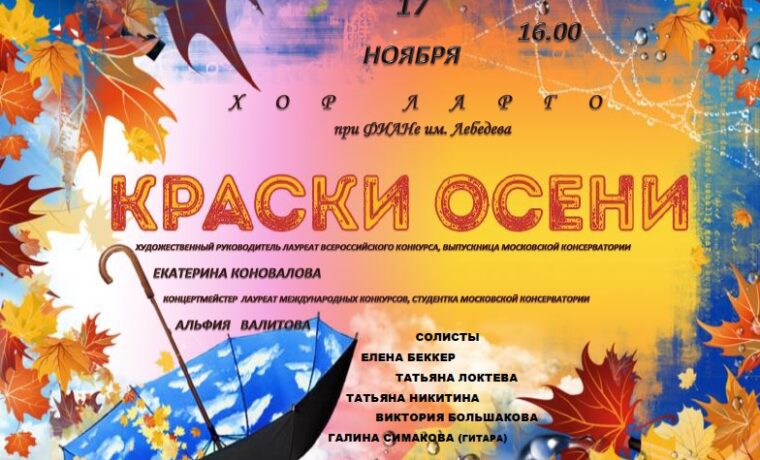 17
НОЯБРЯ
16.00
ХОР ЛАРГО
при ФИАНе им. Лебедева
КРАСКИ ОСЕНИ
ХУДОЖЕСТВЕННЫЙ РУКОВОДИТЕЛЬ ЛАУРЕАТ ВСЕРОССИЙСКОГО КОНКУРСА, ВЫПУСКНИЦА МОСКОВСКОЙ КОНСЕРВАТОРИИ
ЕКАТЕРИНА КОНОВАЛОВА
КОНЦЕРТМЕЙСТЕР ЛАУРЕАТ МЕЖДУНАРОДНЫХ КОНКУРСОВ, СТУДЕНТКА МОСКОВСКОЙ КОНСЕРВАТОРИИ
АЛЬФИЯ ВАЛИТОВА
СОЛИСТЫ
ЕЛЕНА БЕККЕР
ТАТЬЯНА ЛОКТЕВА
ТАТЬЯНА НИКИТИНА
ВИКТОРИЯ БОЛЬШАКОВА
ГАЛИНА СИМАКОВА (ГИТАРА)